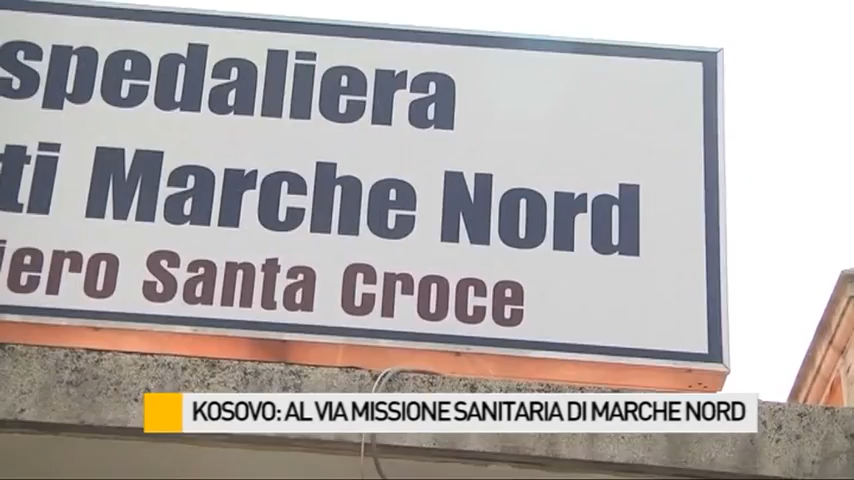 spedaliera
ti Marche Nord
iero Santa Croce
KOSOVO: AL VIA MISSIONE SANITARIA DI MARCHE NORD